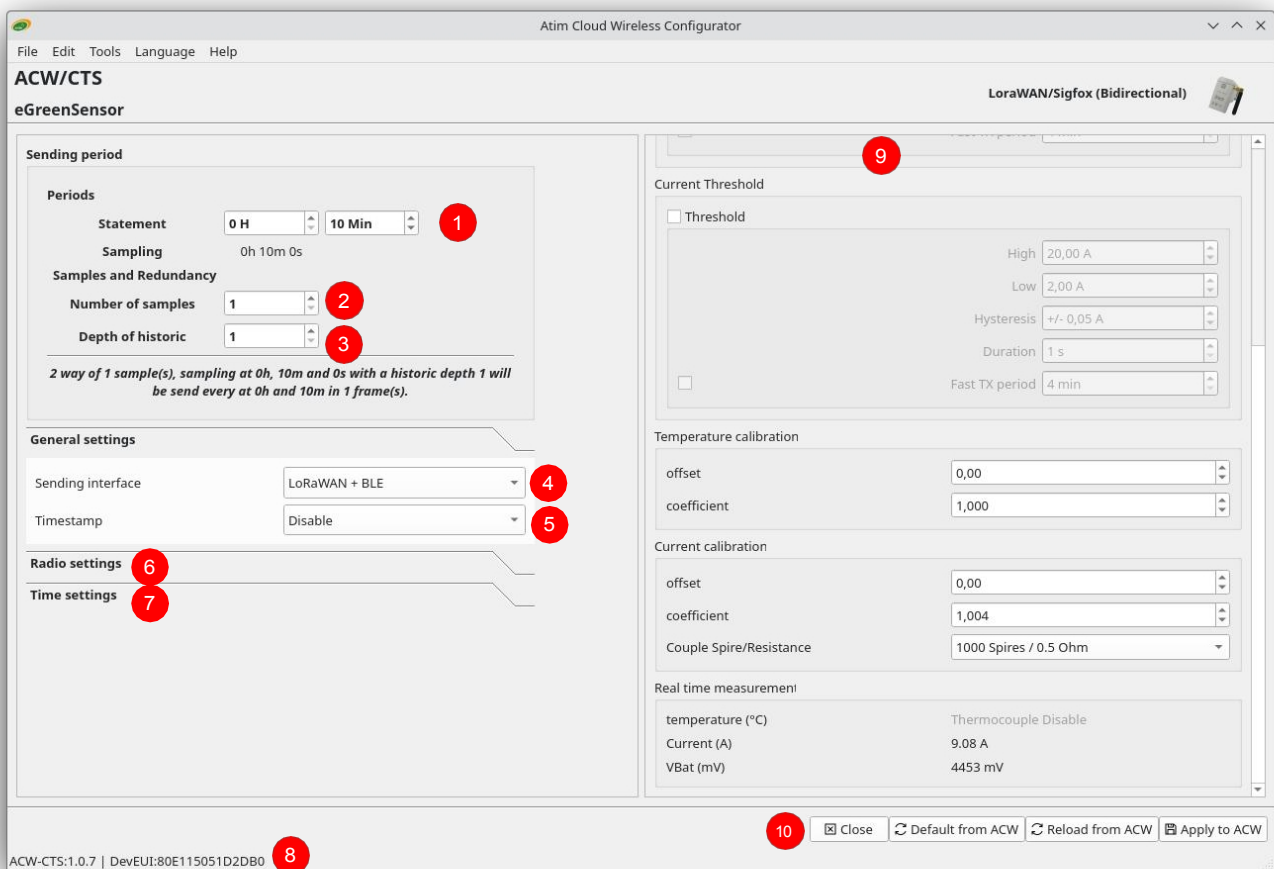 Atim Cloud Wireless Configurator
File Edit Tools Language Help
ACW/CTS
eGreenSensor
LoraWAN/Sigfox (Bidirectional)
Sending period
Periods
Statement 0 H 10 Min 1
Sampling 0h 10m 0s
Samples and Redundancy
Number of samples 1 2
Depth of historic 1 3
2 way of 1 sample(s), sampling at 0h, 10m and 0s with a historic depth 1 will
be send every at 0h and 10m in 1 frame(s).
General settings
Sending interface LoRaWAN + BLE 4
Timestamp Disable 5
Radio settings 6
Time settings 7
9
Current Threshold
Threshold
High 20,00 A
Low 2,00 A
Hysteresis +/- 0,05 A
Duration 1 s
Fast TX period 4 min
Temperature calibration
offset 0,00
coefficient 1,000
Current calibration
offset 0,00
coefficient 1,004
Couple Spire/Resistance 1000 Spires / 0.5 Ohm
Real time measurement
temperature (°C) Thermocouple Disable
Current (A) 9.08 A
VBat (mV) 4453 mV
10 Close Default from ACW Reload from ACW Apply to ACW
ACW-CTS:1.0.7 | DevEUI:80E115051D2DB0 8